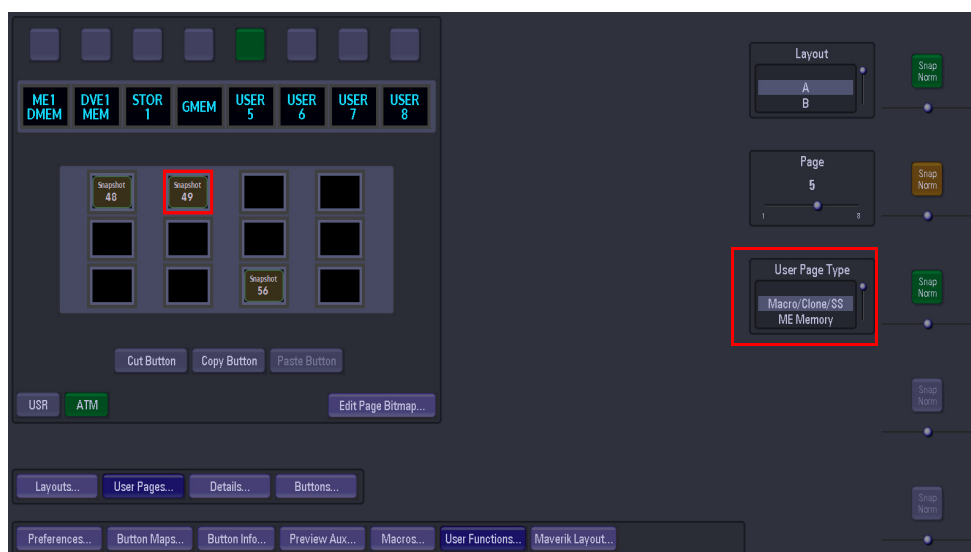 Layout
A
B
Snap
Norm
ME1
DMEM
DVE1
MEM
STOR
1
GMEM
USER
5
USER
6
USER
7
USER
8
Page
5
1
8
Snap
Norm
Snapshot
48
Snapshot
49
Snapshot
56
User Page Type
Macro/Clone/SS
ME Memory
Snap
Norm
Cut Button
Copy Button
Paste Button
USR
ATM
Edit Page Bitmap...
Snap
Norm
Layouts...
User Pages...
Details...
Buttons...
Snap
Norm
Preferences...
Button Maps...
Button Info...
Preview Aux...
Macros...
User Functions...
Maverik Layout...